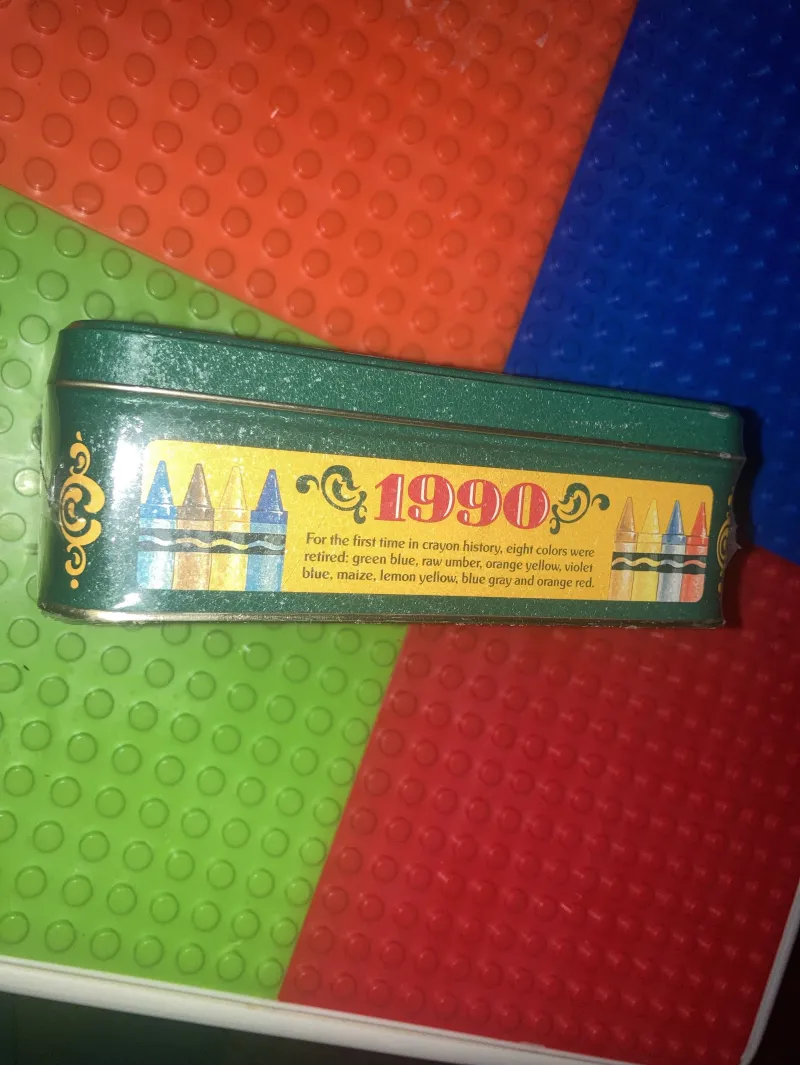 1990
For the first time in crayon history, eight colors were
retired: green blue, raw umber, orange yellow, violet
blue, maize, lemon yellow, blue gray and orange red.